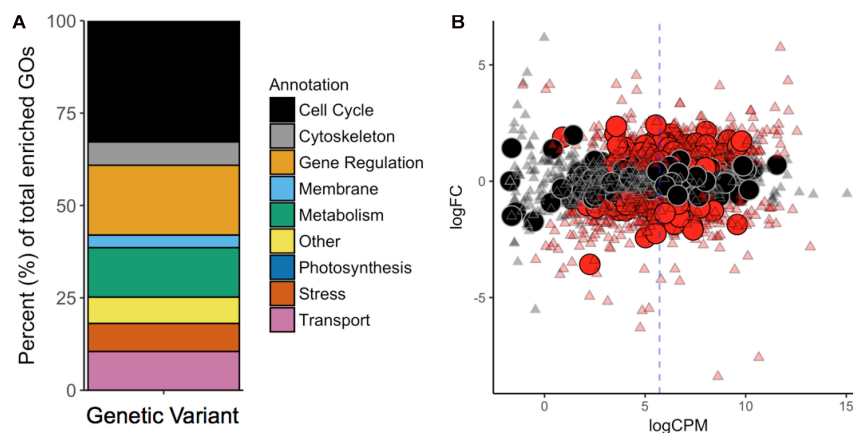 A
Percent (%) of total enriched GOs
100
75
50
25
0
Genetic Variant
Annotation
Cell Cycle
Cytoskeleton
Gene Regulation
Membrane
Metabolism
Other
Photosynthesis
Stress
Transport
B
logFC
5
0
-5
0
5
10
15
logCPM